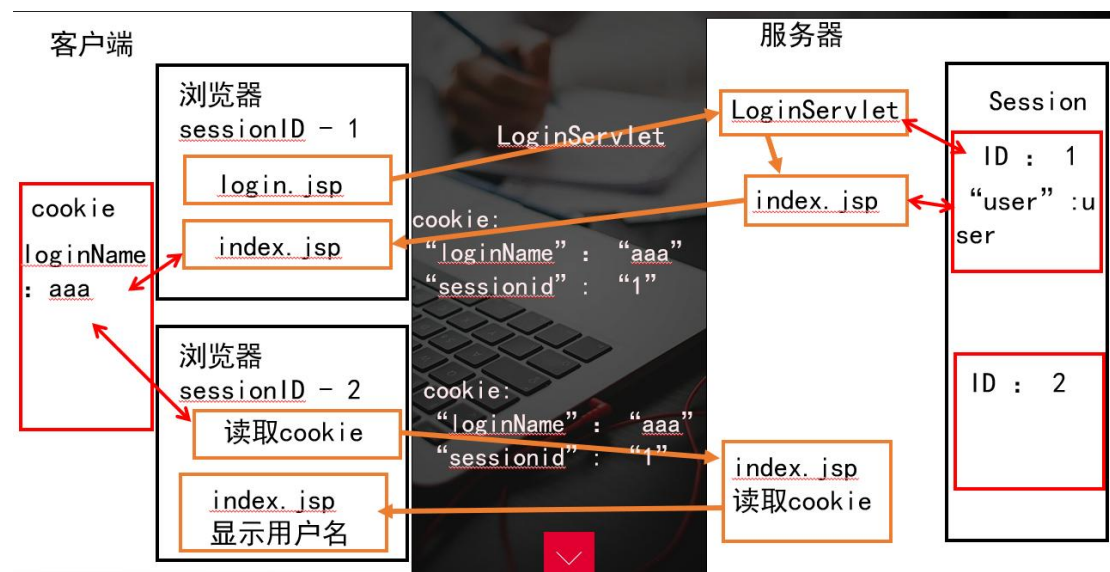 客户端
浏览器
sessionID - 1
login.jsp
index.jsp
cookie
loginName
: aaa
浏览器
sessionID - 2
读取cookie
index.jsp
显示用户名
LoginServlet
cookie:
“loginName” : “aaa”
“sessionid” : “1”
cookie:
“loginName” : “aaa”
“sessionid” : “1”
服务器
LoginServlet
index.jsp
index.jsp
读取cookie
Session
ID : 1
“user” :u
ser
ID : 2